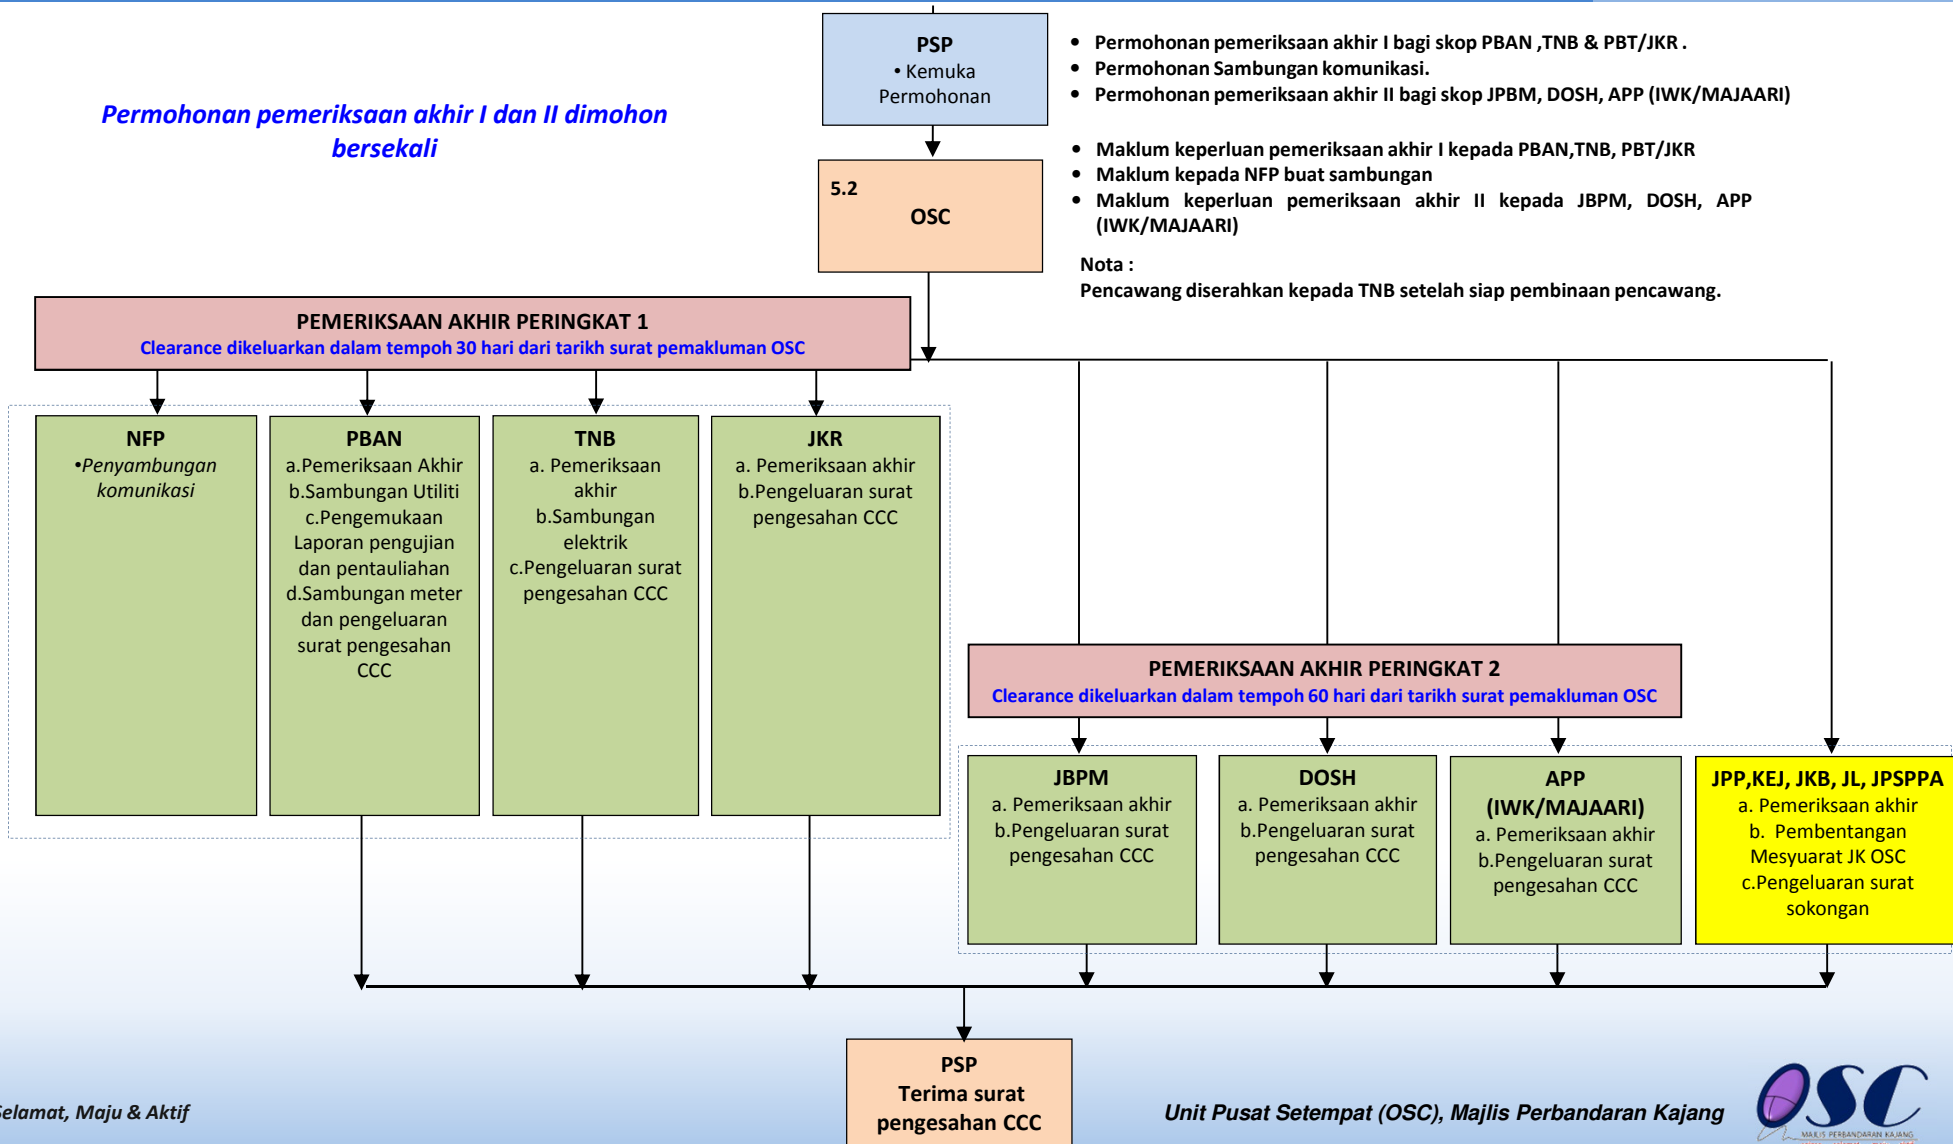 PSP
• Kemuka
Permohonan
• Permohonan pemeriksaan akhir I bagi skop PBAN ,TNB & PBT/JKR .
• Permohonan Sambungan komunikasi.
• Permohonan pemeriksaan akhir II bagi skop JPBM, DOSH, APP (IWK/MAJAARI)
Permohonan pemeriksaan akhir I dan II dimohon
bersekali
5.2
OSC
• Maklum keperluan pemeriksaan akhir I kepada PBAN,TNB, PBT/JKR
• Maklum kepada NFP buat sambungan
• Maklum keperluan pemeriksaan akhir II kepada JBPM, DOSH, APP
(IWK/MAJAARI)
Nota :
Pencawang diserahkan kepada TNB setelah siap pembinaan pencawang.
PEMERIKSAAN AKHIR PERINGKAT 1
Clearance dikeluarkan dalam tempoh 30 hari dari tarikh surat pemakluman OSC
NFP
•Penyambungan
komunikasi
PBAN
a.Pemeriksaan Akhir
b.Sambungan Utiliti
c.Pengemukaan
Laporan pengujian
dan pentauliahan
d.Sambungan meter
dan pengeluaran
surat pengesahan
CCC
TNB
a. Pemeriksaan
akhir
b.Sambungan
elektrik
c.Pengeluaran surat
pengesahan CCC
JKR
a. Pemeriksaan akhir
b.Pengeluaran surat
pengesahan CCC
PEMERIKSAAN AKHIR PERINGKAT 2
Clearance dikeluarkan dalam tempoh 60 hari dari tarikh surat pemakluman OSC
JBPM
a. Pemeriksaan akhir
b.Pengeluaran surat
pengesahan CCC
DOSH
a. Pemeriksaan akhir
b.Pengeluaran surat
pengesahan CCC
APP
(IWK/MAJAARI)
a. Pemeriksaan akhir
b.Pengeluaran surat
pengesahan CCC
JPP,KEJ, JKB, JL, JPSPPA
a. Pemeriksaan akhir
b. Pembentangan
Mesyuarat JK OSC
c.Pengeluaran surat
sokongan
PSP
Terima surat
pengesahan CCC
Selamat, Maju & Aktif
Unit Pusat Setempat (OSC), Majlis Perbandaran Kajang
OSC
MAJLIS PERBANDARAN KAJANG